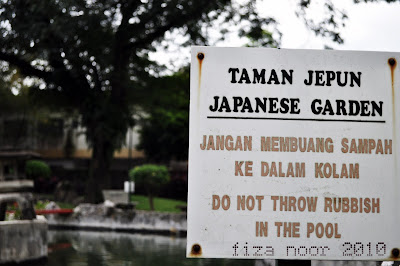 TAMAN JEPUN
JAPANESE GARDEN
JANGAN MEMBUANG SAMPAH
KE DALAM KOLAM
DO NOT THROW RUBBISH
IN THE POOL
fiza noor 2010